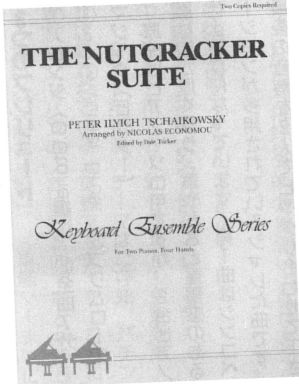 Two Copies Required
THE NUTCRACKER
SUITE
PETER ILYICH TSCHAIKOWSKY
Arranged by NICOLAS ECONOMOU
Edited by Dale Tucker
Keyboard Ensemble Series
For Two Pianos, Four Hands